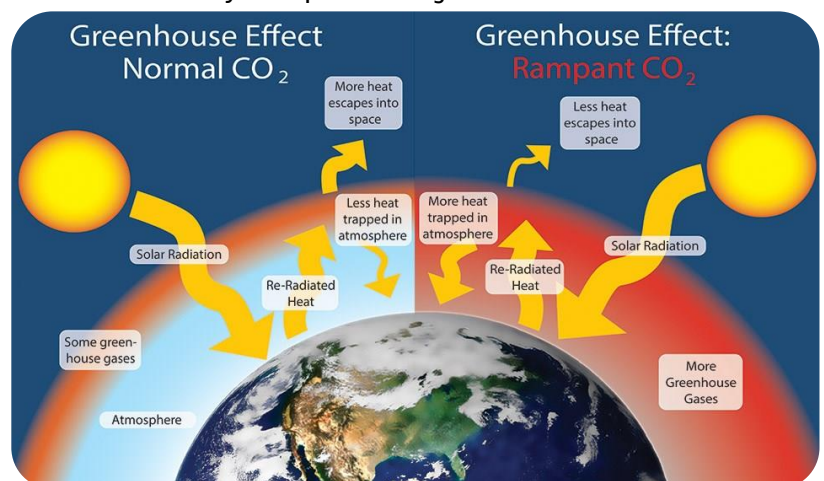 Greenhouse Effect
Normal CO2
More heat
escapes into
space
Less heat
trapped in
atmosphere
Solar Radiation
Re-Radiated
Heat
Some green-
house gases
Atmosphere
Greenhouse Effect:
Rampant CO2
Less heat
escapes into
space
More heat
trapped in
atmosphere
Solar Radiation
Re-Radiated
Heat
More
Greenhouse
Gases